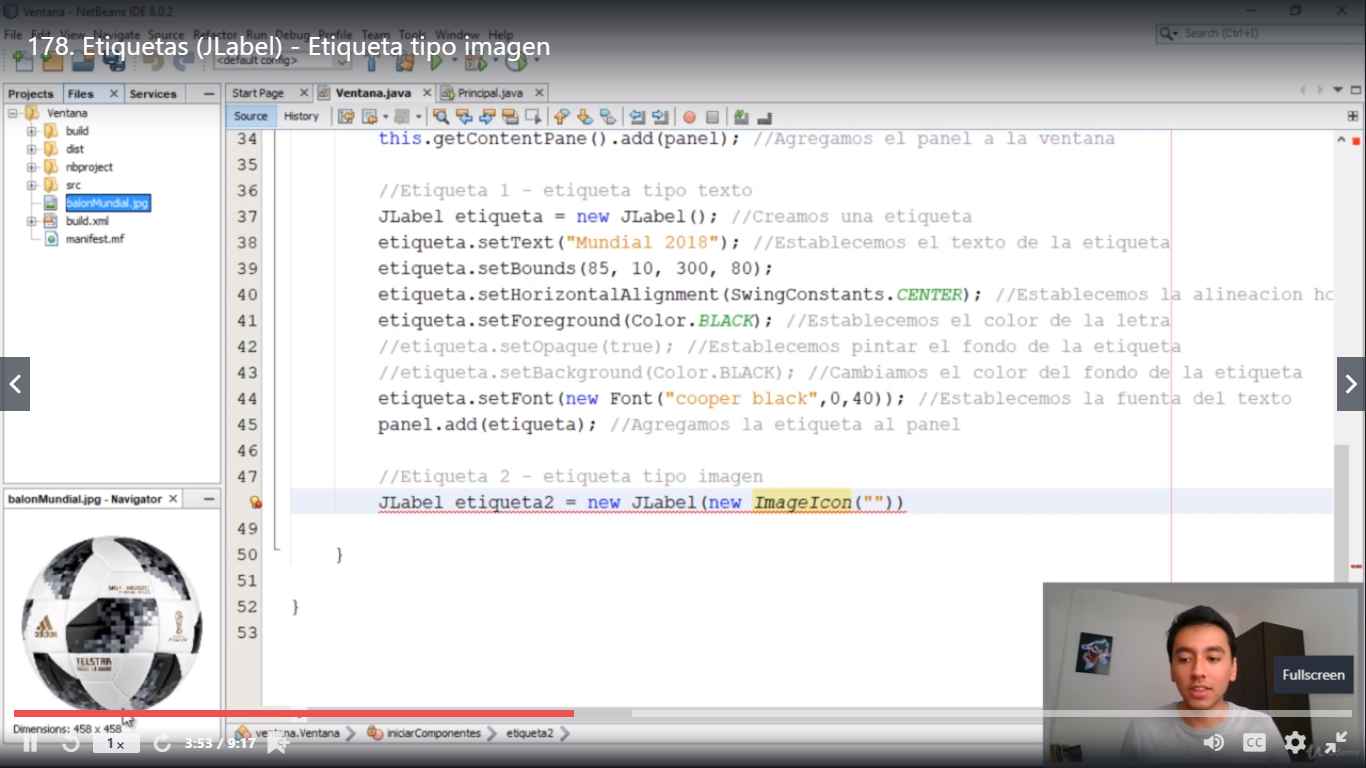 Ventana - NetBeans IDE 8.0.2
File Edit View Navigate Source Refactor Run Debug Profile Team Tools Window Help
Search (Ctrl+I)
178. Etiquetas (JLabel) - Etiqueta tipo imagen
<default config>
Projects Files Services
Start Page Ventana.java Principal.java
Source History
Ventana
build
dist
nbproject
src
balonMundial.jpg
build.xml
manifest.mf
34 this.getContentPane().add(panel); //Agregamos el panel a la ventana
35
36 //Etiqueta 1 - etiqueta tipo texto
37 JLabel etiqueta = new JLabel(); //Creamos una etiqueta
38 etiqueta.setText("Mundial 2018"); //Establecemos el texto de la etiqueta
39 etiqueta.setBounds(85, 10, 300, 80);
40 etiqueta.setHorizontalAlignment(SwingConstants.CENTER); //Establecemos la alineacion ho
41 etiqueta.setForeground(Color.BLACK); //Establecemos el color de la letra
42 //etiqueta.setOpaque(true); //Establecemos pintar el fondo de la etiqueta
43 //etiqueta.setBackground(Color.BLACK); //Cambiamos el color del fondo de la etiqueta
44 etiqueta.setFont(new Font("cooper black",0,40)); //Establecemos la fuenta del texto
45 panel.add(etiqueta); //Agregamos la etiqueta al panel
46
47 //Etiqueta 2 - etiqueta tipo imagen
JLabel etiqueta2 = new JLabel(new ImageIcon(""))
49
50 }
51
52 }
53
balonMundial.jpg - Navigator
adidas
TELSTAR
Dimensions: 458 x 458
ventana.Ventana iniciarComponentes etiqueta2
Fullscreen
1x
3:53 / 9:17
CC